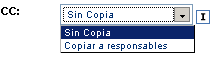 CC: Sin Copia
I
Sin Copia
Copiar a responsables